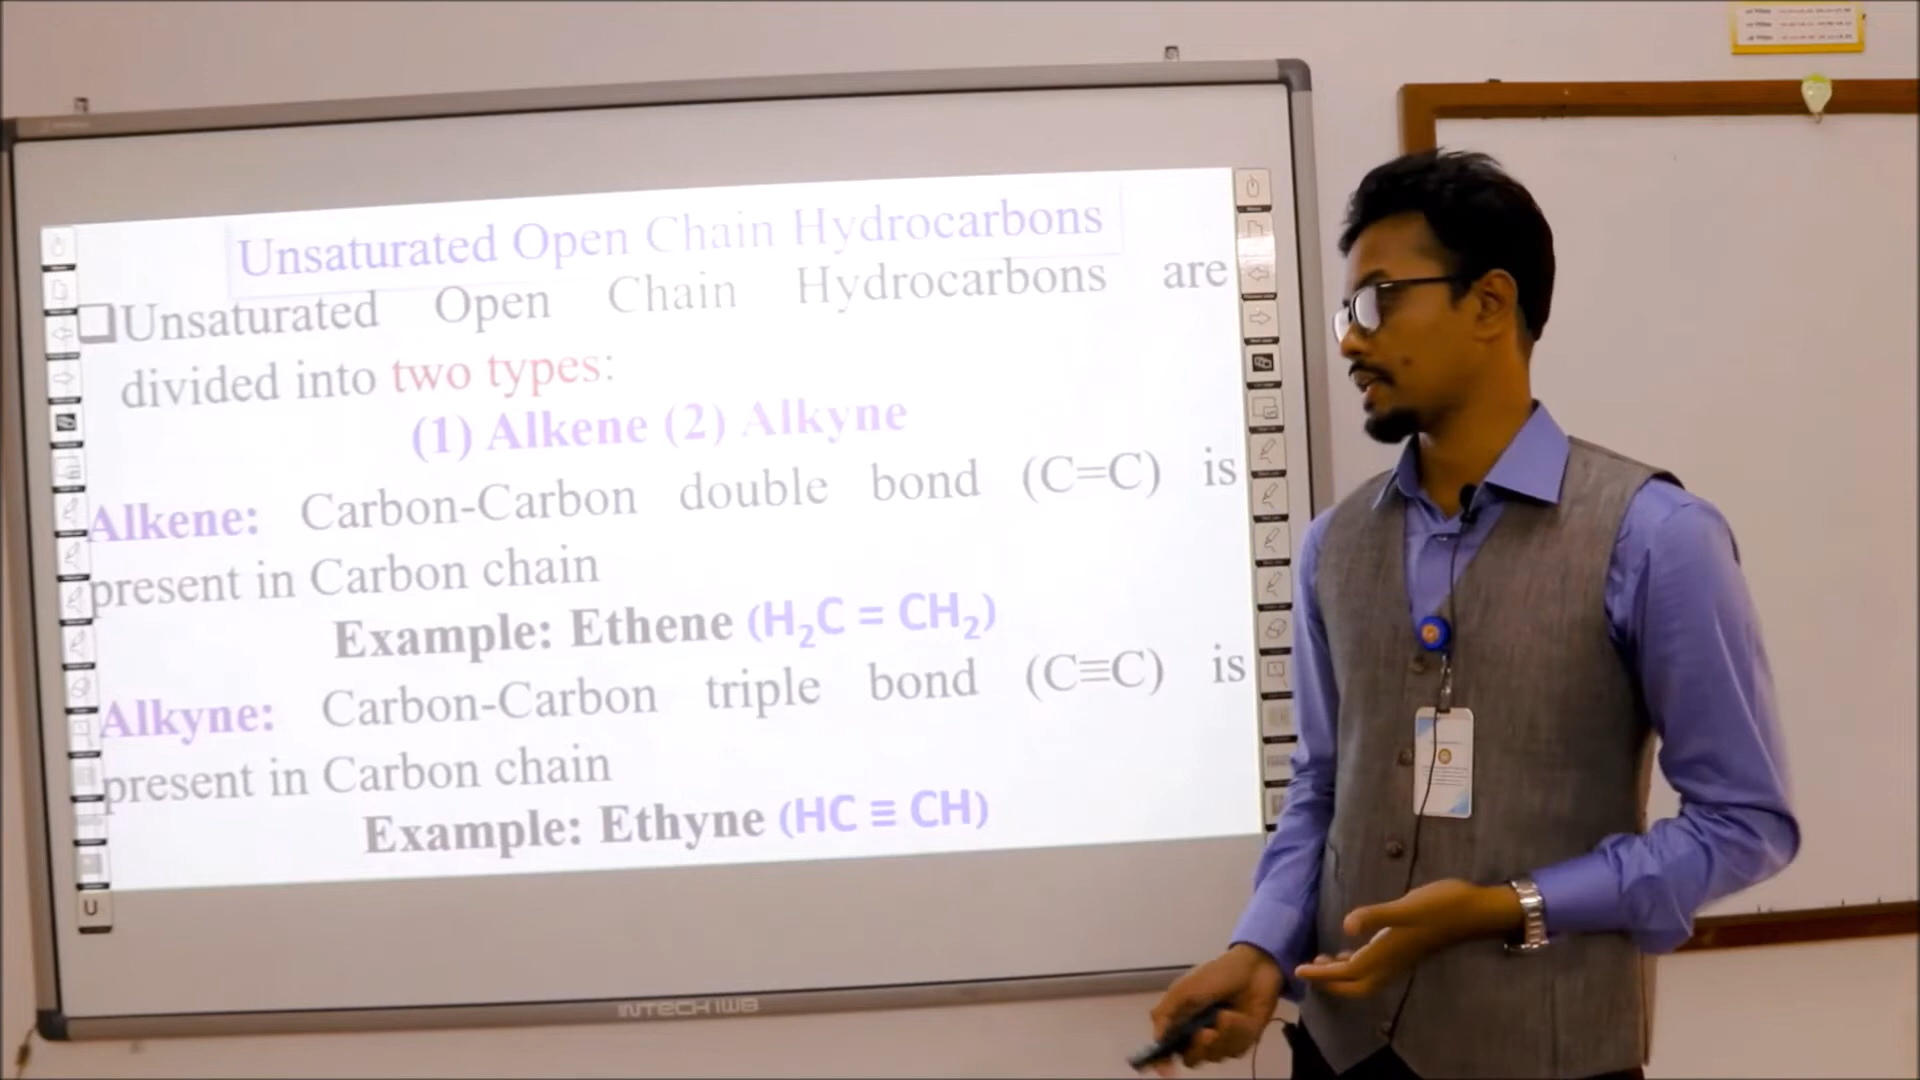 Unsaturated Open Chain Hydrocarbons
Unsaturated Open Chain Hydrocarbons are
divided into two types:
(1) Alkene (2) Alkyne
Alkene: Carbon-Carbon double bond (C=C) is
present in Carbon chain
Example: Ethene (H₂C = CH₂)
Alkyne: Carbon-Carbon triple bond (C≡C) is
present in Carbon chain
Example: Ethyne (HC ≡ CH)
U
INTECH IWB